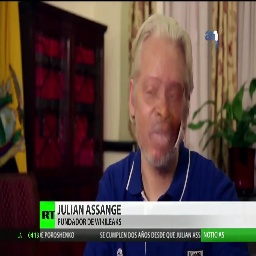 RT
JULIAN ASSANGE
FUNDADOR DE WIKILEAKS
POROSHENKO SE CUMPLEN DOS AÑOS DESDE QUE JULIAN ASS NOTICIAS